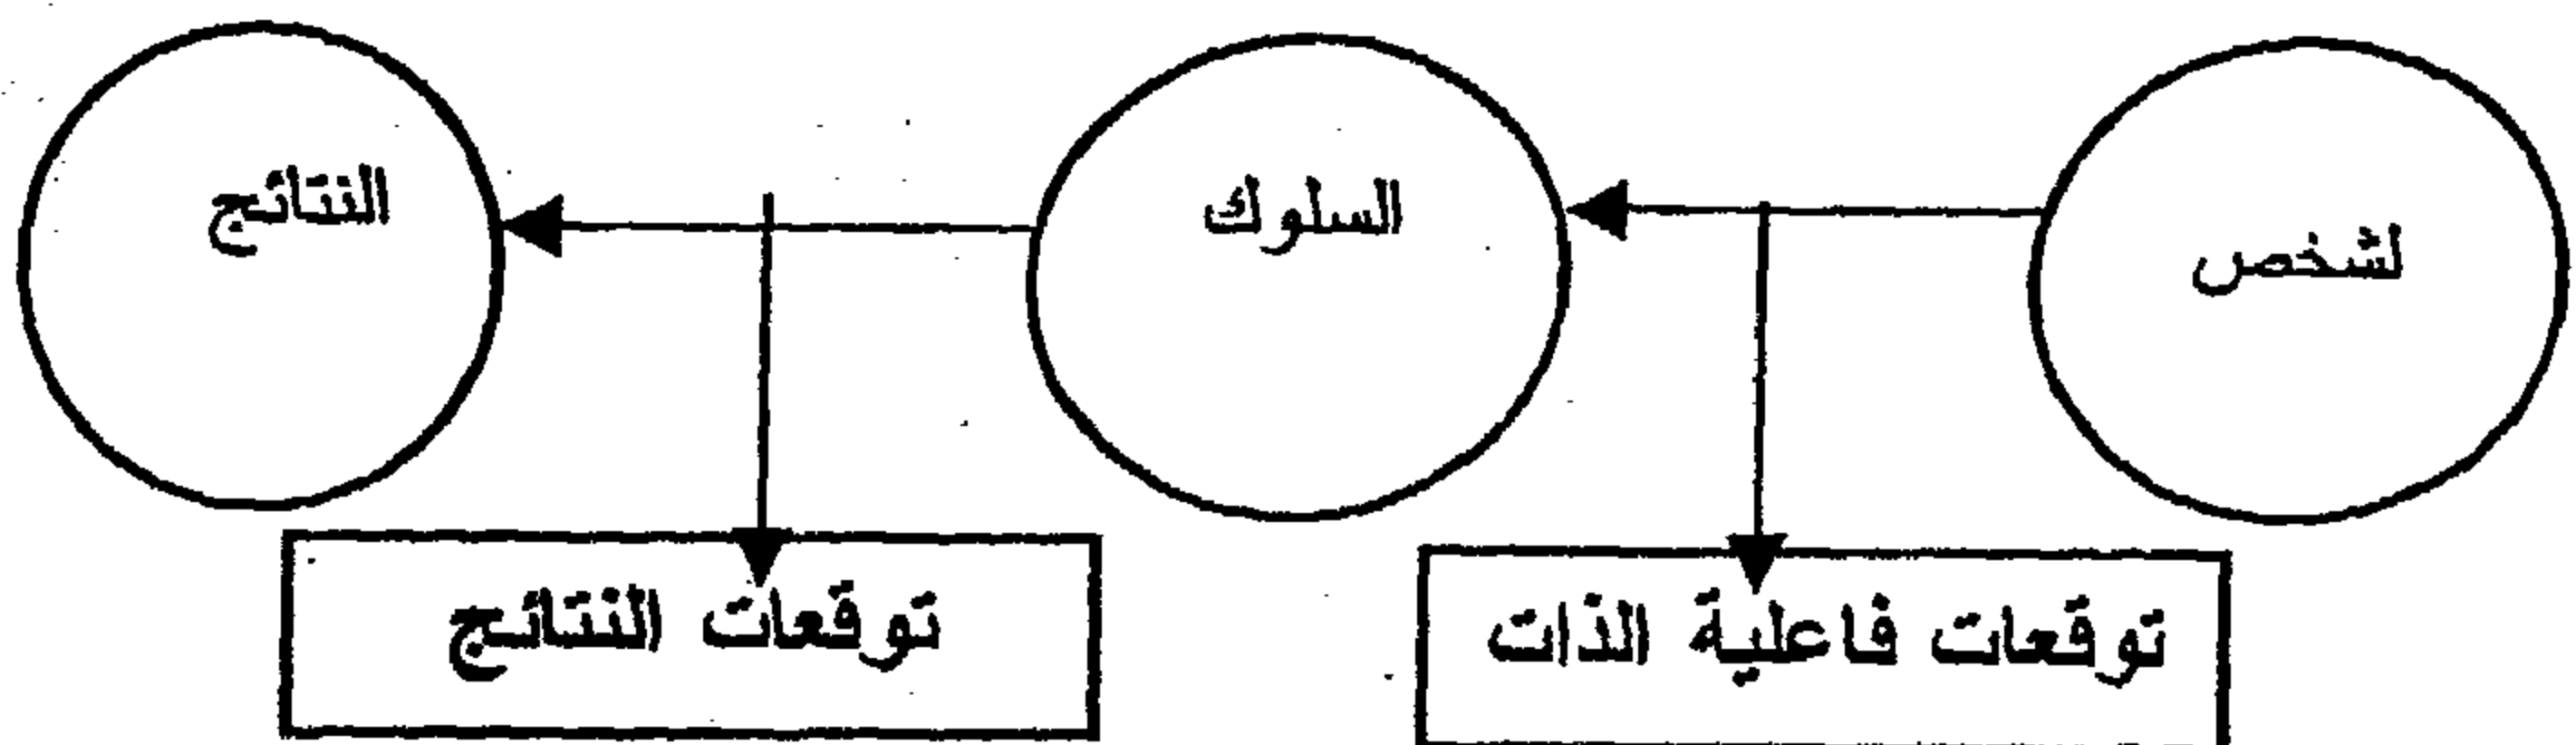 لشخص
السلوك
النتائج
توقعات فاعلية الذات
توقعات النتائج